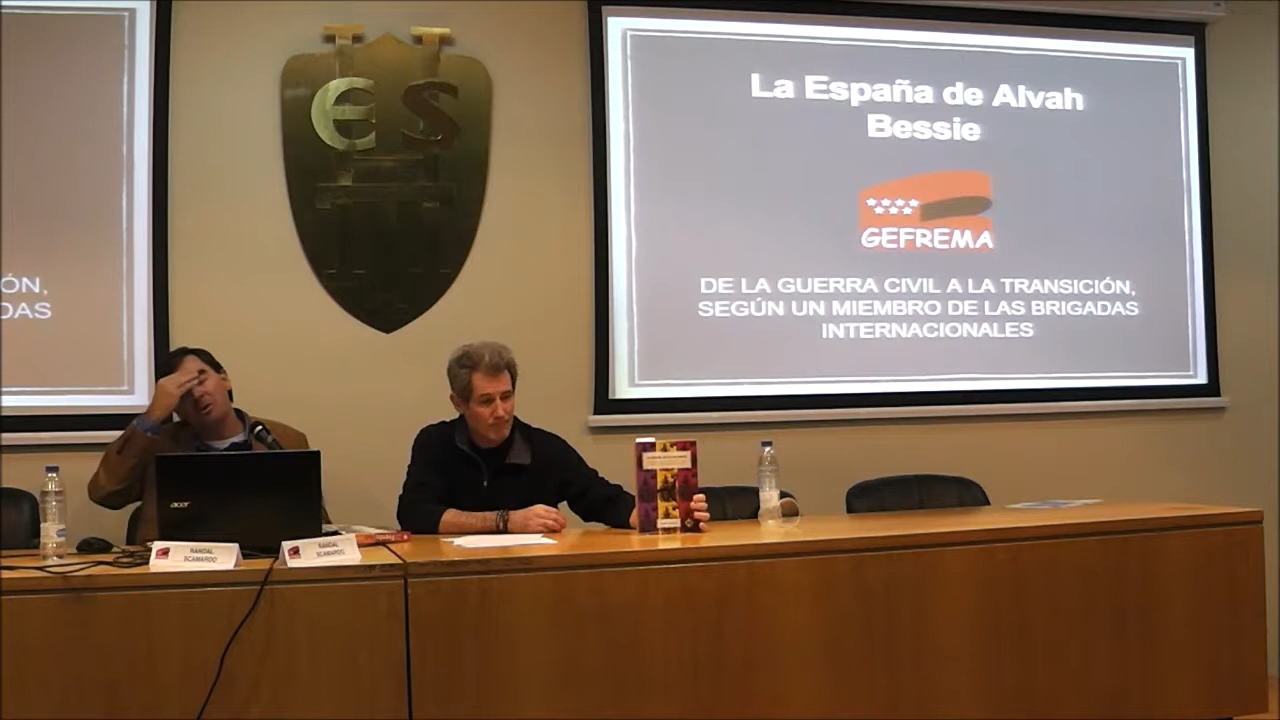 La España de Alvah
Bessie
GEFREMA
DE LA GUERRA CIVIL A LA TRANSICIÓN,
SEGÚN UN MIEMBRO DE LAS BRIGADAS
INTERNACIONALES
ÓN,
DAS
ES
acer
RANDAL
SCAMARDO
RANDAL
SCAMARDO